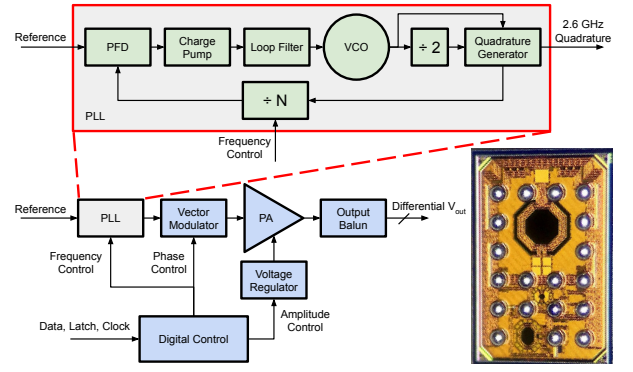 Reference
PFD
Charge
Pump
Loop Filter
VCO
÷ 2
Quadrature
Generator
2.6 GHz
Quadrature
÷ N
PLL
Frequency
Control
Reference
PLL
Vector
Modulator
PA
Output
Balun
Differential Vout
Frequency
Control
Phase
Control
Voltage
Regulator
Amplitude
Control
Data, Latch, Clock
Digital Control